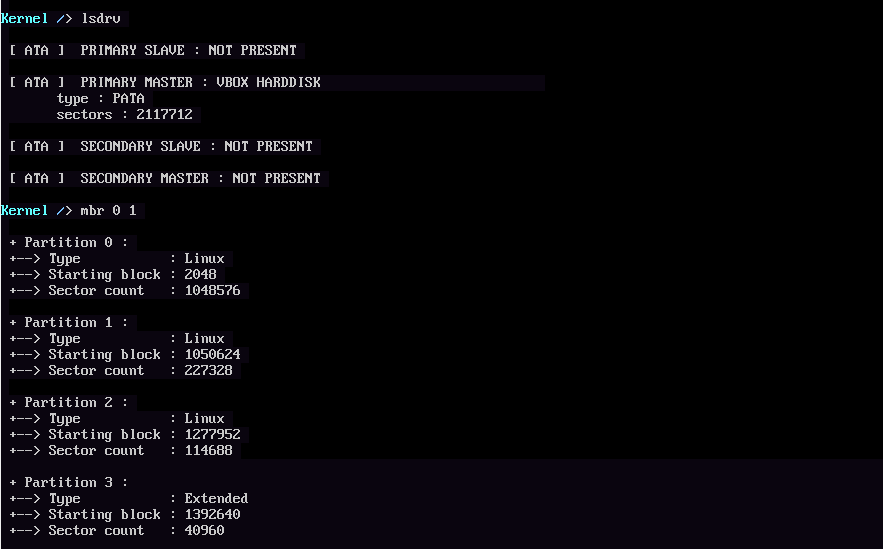 Kernel /> lsdrv
[ ATA ]  PRIMARY SLAVE : NOT PRESENT
[ ATA ]  PRIMARY MASTER : VBOX HARDDISK
type : PATA
sectors : 2117712
[ ATA ]  SECONDARY SLAVE : NOT PRESENT
[ ATA ]  SECONDARY MASTER : NOT PRESENT
Kernel /> mbr 0 1
+ Partition 0 :
+--> Type           : Linux
+--> Starting block : 2048
+--> Sector count   : 1048576
+ Partition 1 :
+--> Type           : Linux
+--> Starting block : 1050624
+--> Sector count   : 227328
+ Partition 2 :
+--> Type           : Linux
+--> Starting block : 1277952
+--> Sector count   : 114688
+ Partition 3 :
+--> Type           : Extended
+--> Starting block : 1392640
+--> Sector count   : 40960